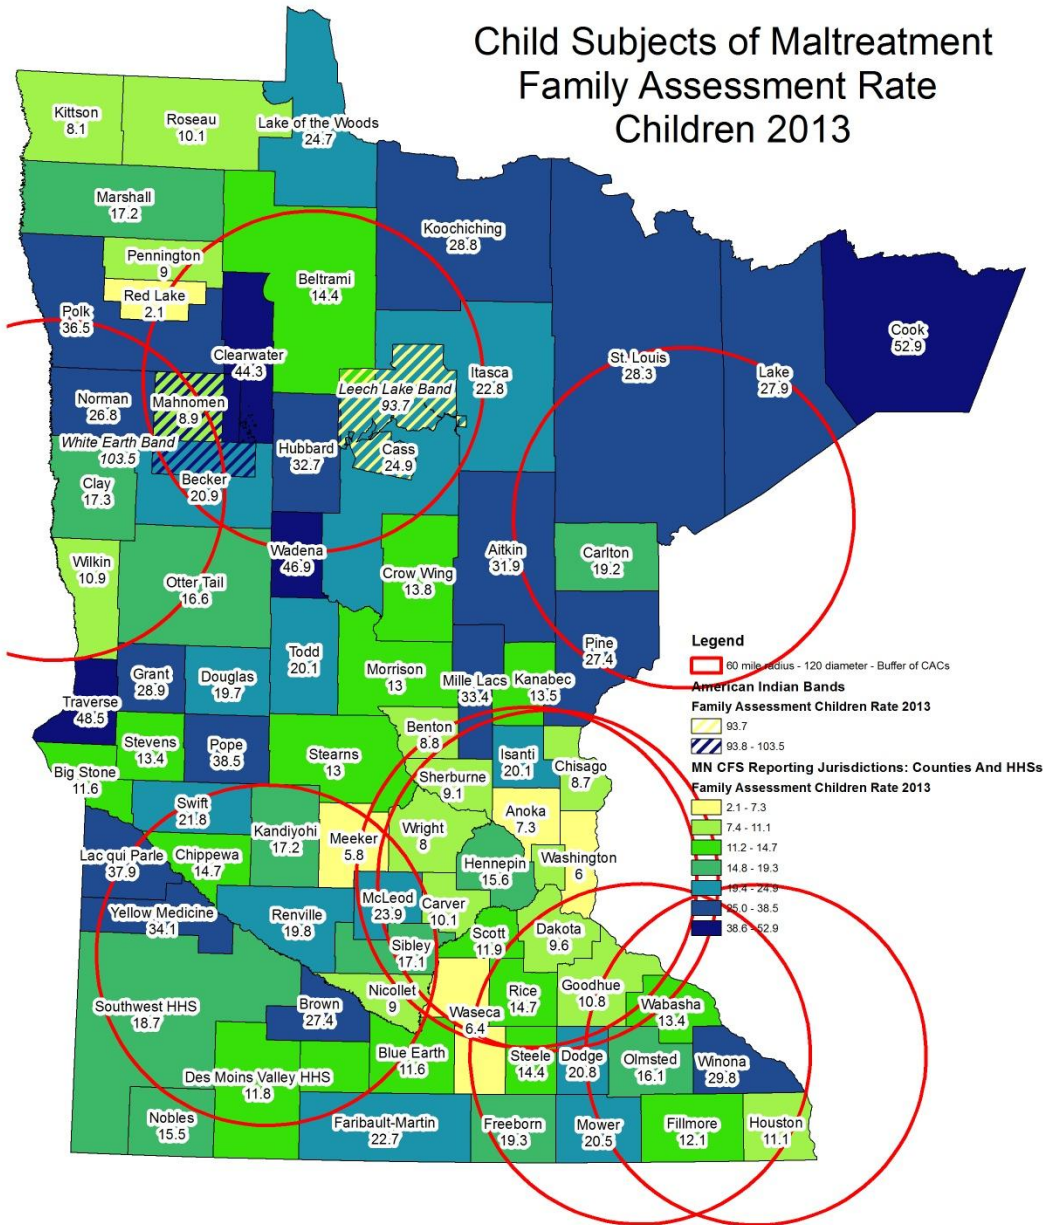 Child Subjects of Maltreatment
Family Assessment Rate
Children 2013
Kittson
8.1
Roseau
10.1
Lake of the Woods
24.7
Marshall
17.2
Koochiching
28.8
Pennington
9
Beltrami
14.4
Red Lake
2.1
Polk
36.5
Cook
52.9
Clearwater
44.3
St. Louis
28.3
Lake
27.9
Itasca
22.8
Leech Lake Band
93.7
Norman
26.8
Mahnomen
8.9
White Earth Band
103.5
Hubbard
32.7
Cass
24.9
Clay
17.3
Becker
20.9
Wadena
46.9
Aitkin
31.9
Carlton
19.2
Wilkin
10.9
Otter Tail
16.6
Crow Wing
13.8
Pine
27.4
Todd
20.1
Grant
28.9
Douglas
19.7
Morrison
13
Mille Lacs
33.4
Kanabec
13.5
Traverse
48.5
Stevens
13.4
Pope
38.5
Stearns
13
Benton
8.8
Isanti
20.1
Chisago
8.7
Big Stone
11.6
Sherburne
9.1
Swift
21.8
Kandiyohi
17.2
Meeker
5.8
Wright
8
Anoka
7.3
Lac qui Parle
37.9
Chippewa
14.7
Hennepin
15.6
Washington
6
Yellow Medicine
34.1
Renville
19.8
McLeod
23.9
Carver
10.1
Scott
11.9
Dakota
9.6
Sibley
17.1
Southwest HHS
18.7
Brown
27.4
Nicollet
9
Waseca
6.4
Rice
14.7
Goodhue
10.8
Wabasha
13.4
Des Moins Valley HHS
11.8
Blue Earth
11.6
Steele
14.4
Dodge
20.8
Olmsted
16.1
Winona
29.8
Nobles
15.5
Faribault-Martin
22.7
Freeborn
19.3
Mower
20.5
Fillmore
12.1
Houston
11.1
Legend
60 mile radius - 120 diameter - Buffer of CACs
American Indian Bands
Family Assessment Children Rate 2013
93.7
93.8 - 103.5
MN CFS Reporting Jurisdictions: Counties And HHSs
Family Assessment Children Rate 2013
2.1 - 7.3
7.4 - 11.1
11.2 - 14.7
14.8 - 19.3
19.4 - 24.9
25.0 - 38.5
38.6 - 52.9